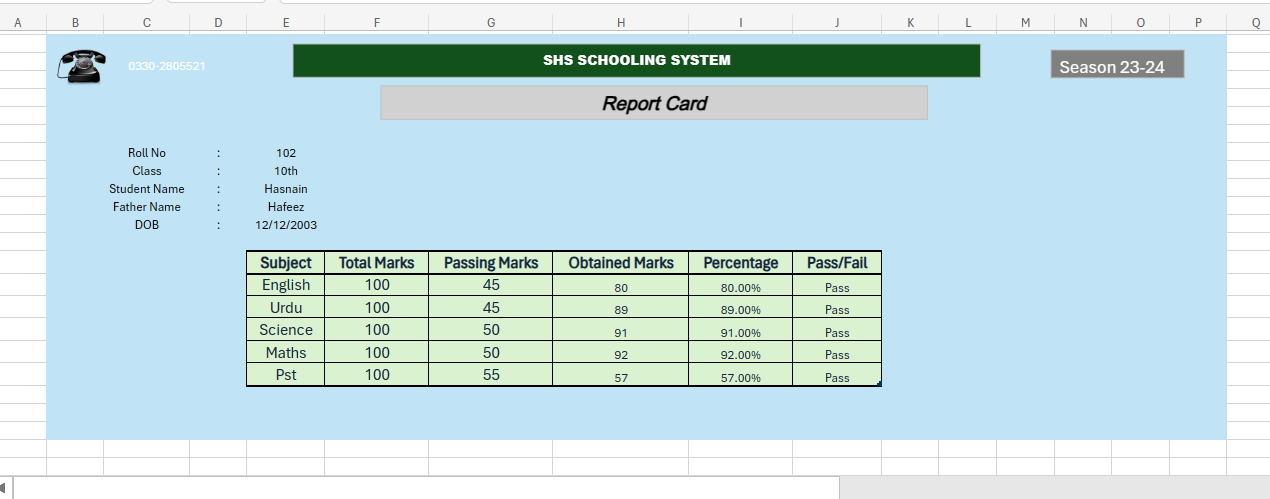 A B C D E F G H I J K L M N O P Q
0330-2805521 SHS SCHOOLING SYSTEM Season 23-24
Report Card
Roll No : 102
Class : 10th
Student Name : Hasnain
Father Name : Hafeez
DOB : 12/12/2003
Subject Total Marks Passing Marks Obtained Marks Percentage Pass/Fail
English 100 45 80 80.00% Pass
Urdu 100 45 89 89.00% Pass
Science 100 50 91 91.00% Pass
Maths 100 50 92 92.00% Pass
Pst 100 55 57 57.00% Pass